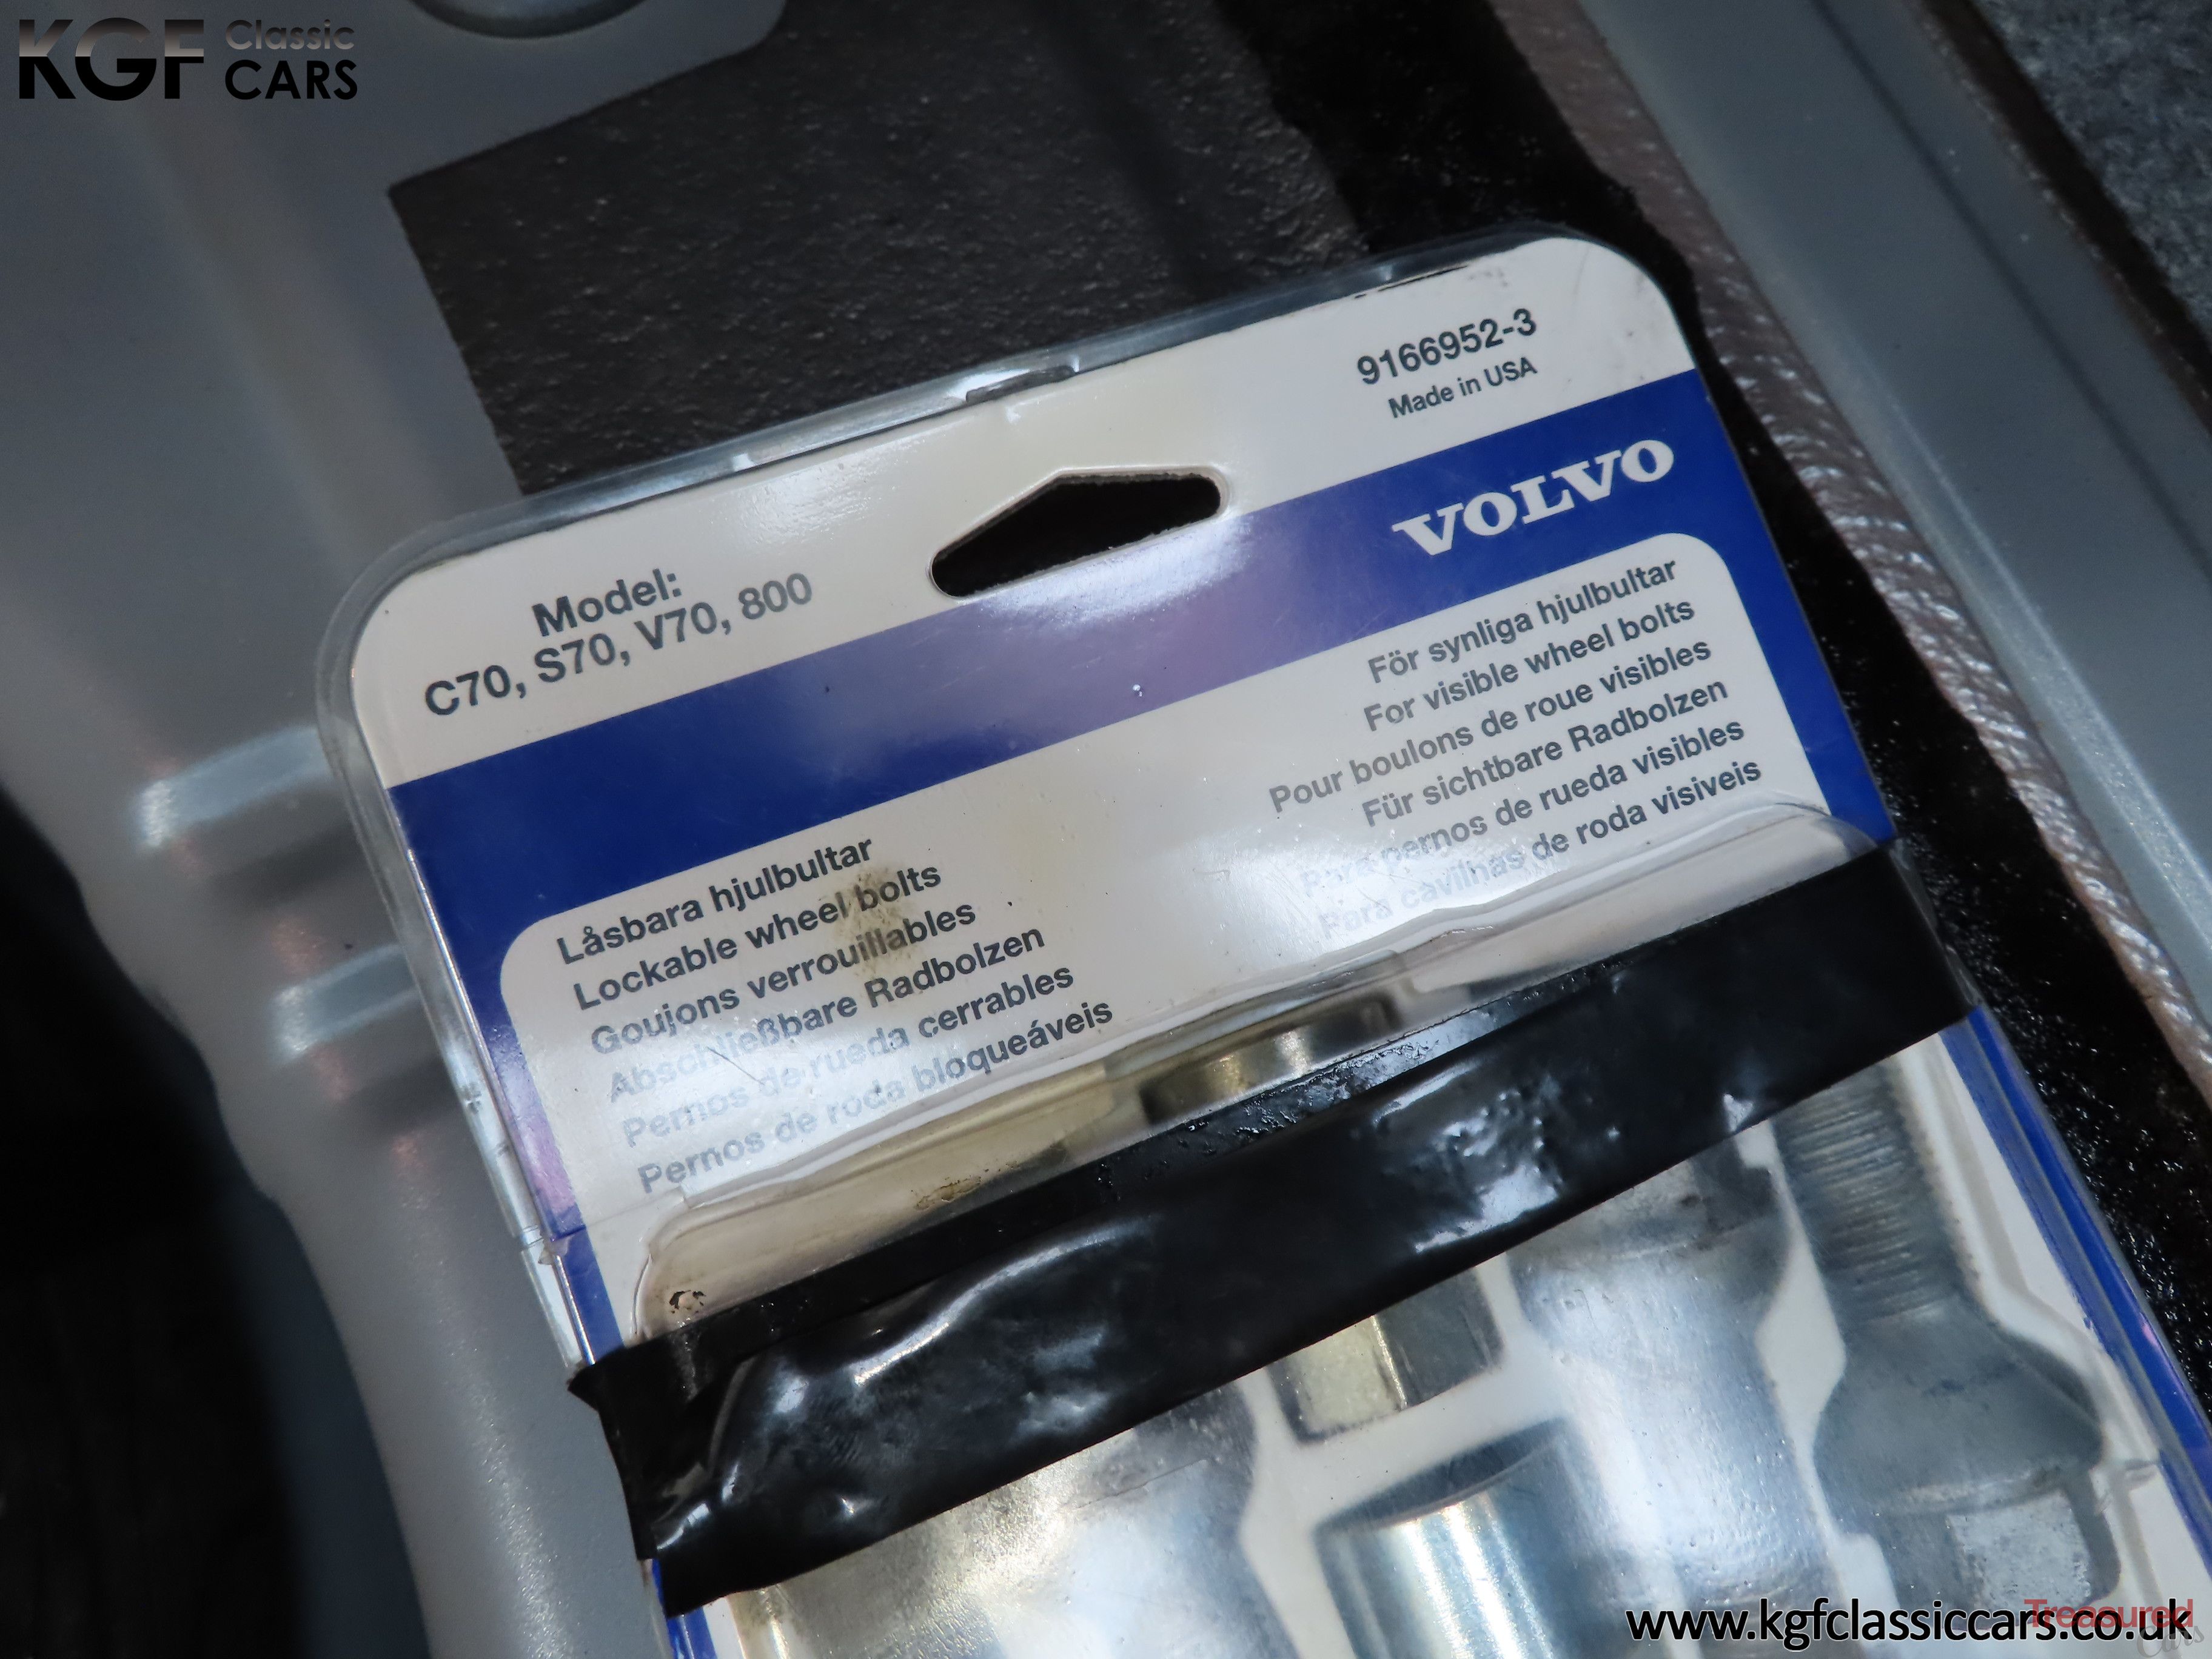 KGF Classic
CARS
9166952-3
Made in USA
VOLVO
Model:
C70, S70, V70, 800
För synliga hjulbultar
For visible wheel bolts
Pour boulons de roue visibles
Für sichtbare Radbolzen
Para pernos de rueda visibles
Para cavilhas de roda visiveis
Låsbara hjulbultar
Lockable wheel bolts
Goujons verrouillables
Abschließbare Radbolzen
Pernos de rueda cerrables
Pernos de roda bloqueáveis
www.kgfclassiccars.co.uk
Treasured
Cars